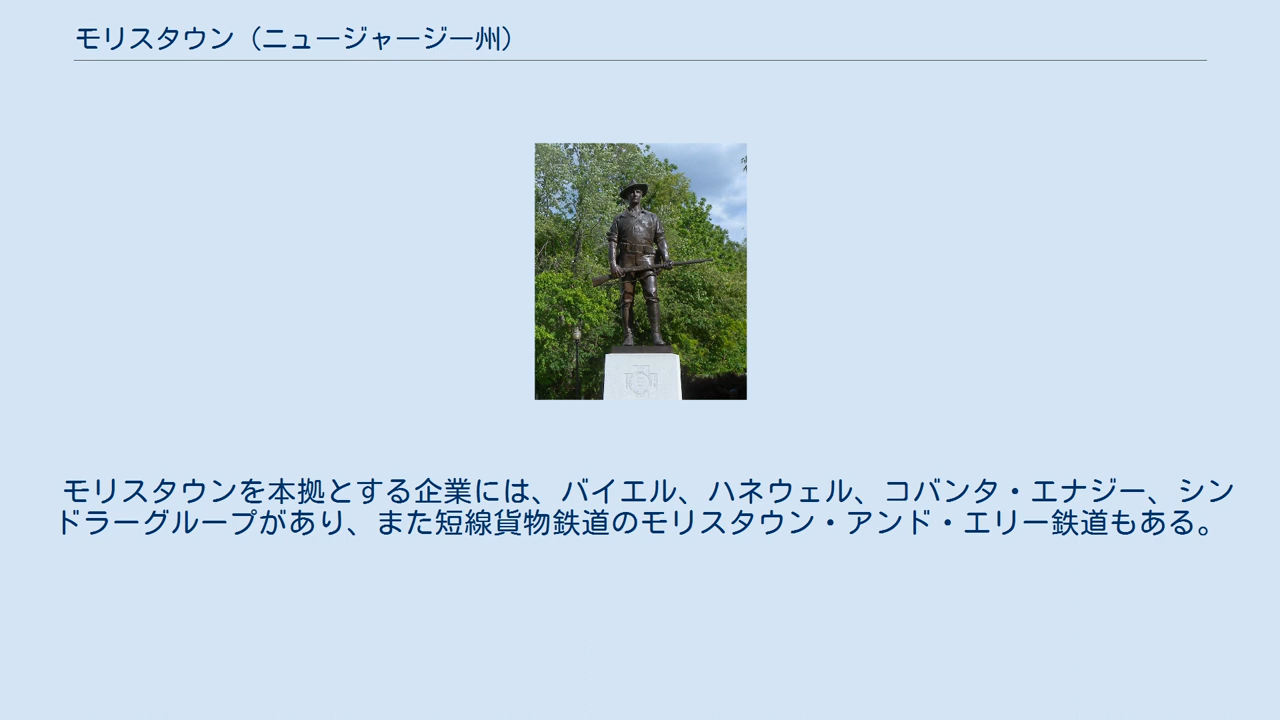 モリスタウン（ニュージャージー州）
モリスタウンを本拠とする企業には、バイエル、ハネウェル、コバンタ・エナジー、シン
ドラーグループがあり、また短線貨物鉄道のモリスタウン・アンド・エリー鉄道もある。